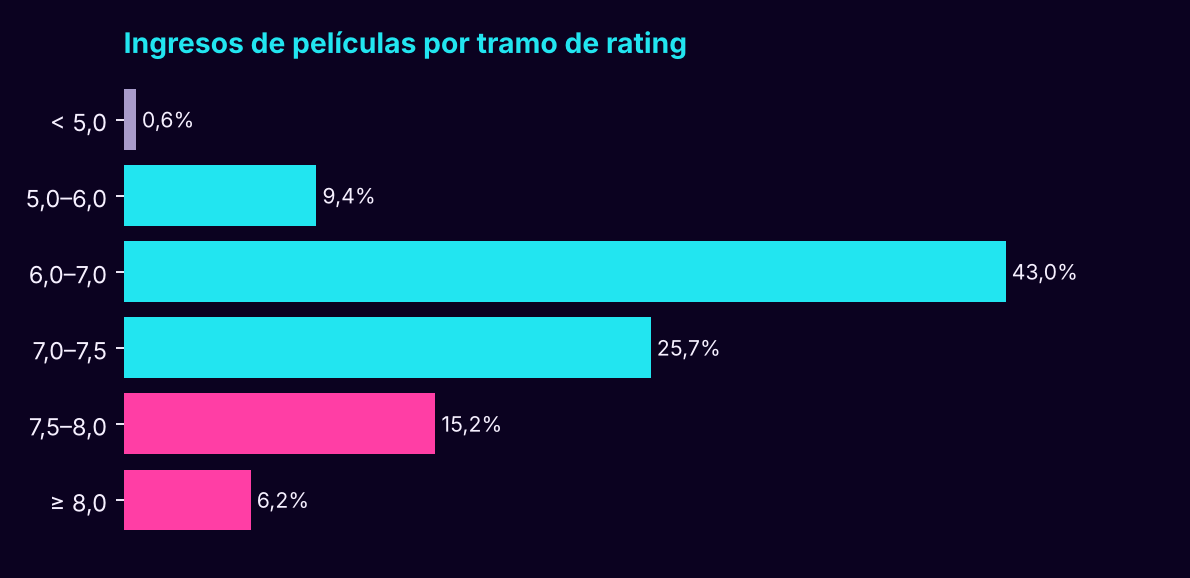 Ingresos de películas por tramo de rating
< 5,0 0,6%
5,0–6,0 9,4%
6,0–7,0 43,0%
7,0–7,5 25,7%
7,5–8,0 15,2%
≥ 8,0 6,2%